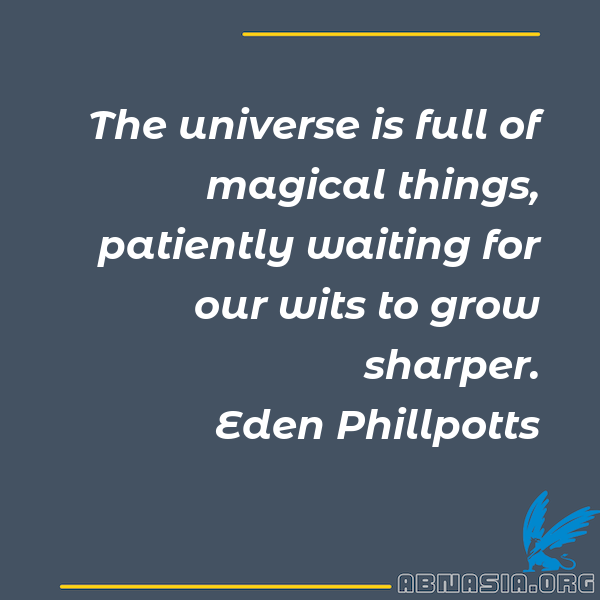 The universe is full of
magical things,
patiently waiting for
our wits to grow
sharper.
Eden Phillpotts
ABNASIA.ORG